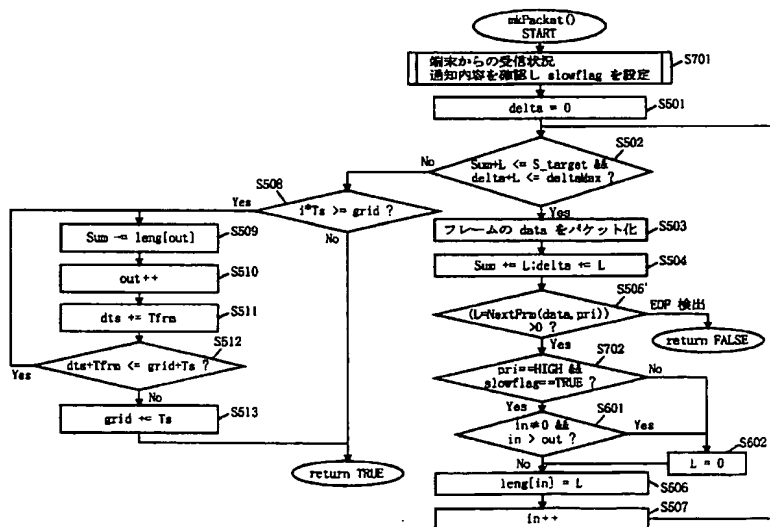 mkPacket()
START
端末からの受信状況
通知内容を確認し slowflag を設定
S701
delta = 0
S501
S502
Sum+L <= S_target &&
delta+L <= deltaMax ?
No
Yes
S508
i*Ts >= grid ?
Yes
No
フレームの data をパケット化
S503
Sum -= leng[out]
S509
Sum += L;delta += L
S504
out++
S510
S505'
(L=NextFrm(data,pri))
>0 ?
EOP 検出
return FALSE
Yes
dts += Tfrm
S511
S512
dts+Tfrm <= grid+Ts ?
Yes
No
S702
pri==HIGH &&
slowflag==TRUE ?
No
Yes
grid += Ts
S513
S601
in≠0 &&
in > out ?
Yes
No
S602
L = 0
return TRUE
leng[in] = L
S506
in++
S507